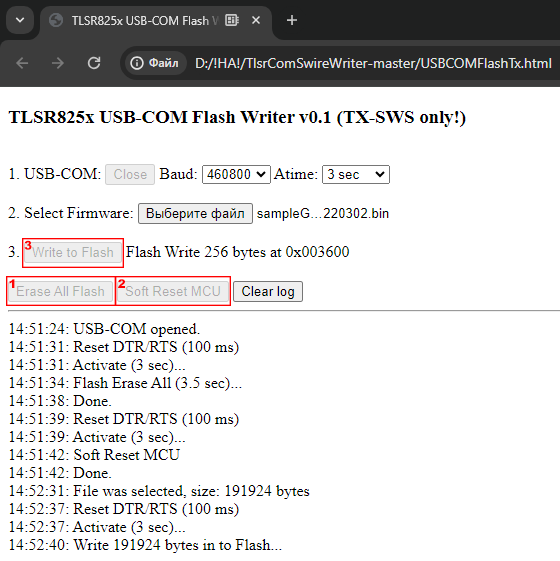 TLSR825x USB-COM Flash W
Файл D:/!HA!/TlsrComSwireWriter-master/USBCOMFlashTx.html
TLSR825x USB-COM Flash Writer v0.1 (TX-SWS only!)
1. USB-COM: Close Baud: 460800 Atime: 3 sec
2. Select Firmware: Выберите файл sampleG...220302.bin
3. 3 Write to Flash Flash Write 256 bytes at 0x003600
1 Erase All Flash 2 Soft Reset MCU Clear log
14:51:24: USB-COM opened.
14:51:31: Reset DTR/RTS (100 ms)
14:51:31: Activate (3 sec)...
14:51:34: Flash Erase All (3.5 sec)...
14:51:38: Done.
14:51:39: Reset DTR/RTS (100 ms)
14:51:39: Activate (3 sec)...
14:51:42: Soft Reset MCU
14:51:42: Done.
14:52:31: File was selected, size: 191924 bytes
14:52:37: Reset DTR/RTS (100 ms)
14:52:37: Activate (3 sec)...
14:52:40: Write 191924 bytes in to Flash...